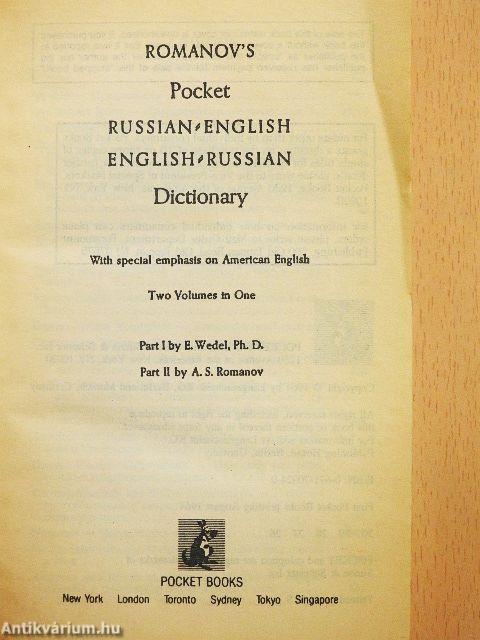 ROMANOV'S
Pocket
RUSSIAN-ENGLISH
ENGLISH-RUSSIAN
Dictionary
With special emphasis on American English
Two Volumes in One
Part I by E. Wedel, Ph. D.
Part II by A. S. Romanov
POCKET BOOKS
New York London Toronto Sydney Tokyo Singapore
Antikvárium.hu